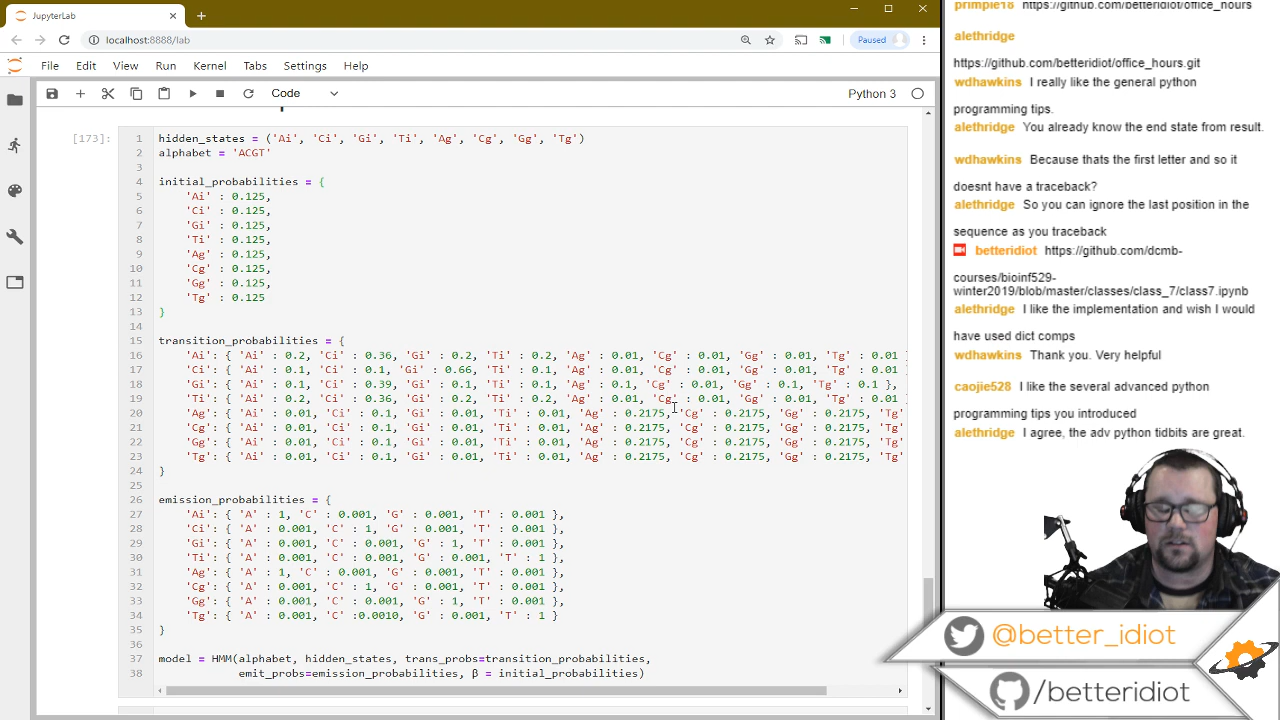 JupyterLab
localhost:8888/lab
Paused
File Edit View Run Kernel Tabs Settings Help
Code
Python 3
[173]:
1 hidden_states = ('Ai', 'Ci', 'Gi', 'Ti', 'Ag', 'Cg', 'Gg', 'Tg')
2 alphabet = 'ACGT'
3
4 initial_probabilities = {
5 'Ai' : 0.125,
6 'Ci' : 0.125,
7 'Gi' : 0.125,
8 'Ti' : 0.125,
9 'Ag' : 0.125,
10 'Cg' : 0.125,
11 'Gg' : 0.125,
12 'Tg' : 0.125
13 }
14
15 transition_probabilities = {
16 'Ai': { 'Ai' : 0.2, 'Ci' : 0.36, 'Gi' : 0.2, 'Ti' : 0.2, 'Ag' : 0.01, 'Cg' : 0.01, 'Gg' : 0.01, 'Tg' : 0.01
17 'Ci': { 'Ai' : 0.1, 'Ci' : 0.1, 'Gi' : 0.66, 'Ti' : 0.1, 'Ag' : 0.01, 'Cg' : 0.01, 'Gg' : 0.01, 'Tg' : 0.01
18 'Gi': { 'Ai' : 0.1, 'Ci' : 0.39, 'Gi' : 0.1, 'Ti' : 0.1, 'Ag' : 0.1, 'Cg' : 0.01, 'Gg' : 0.1, 'Tg' : 0.1 },
19 'Ti': { 'Ai' : 0.2, 'Ci' : 0.36, 'Gi' : 0.2, 'Ti' : 0.2, 'Ag' : 0.01, 'Cg' : 0.01, 'Gg' : 0.01, 'Tg' : 0.01
20 'Ag': { 'Ai' : 0.01, 'Ci' : 0.1, 'Gi' : 0.01, 'Ti' : 0.01, 'Ag' : 0.2175, 'Cg' : 0.2175, 'Gg' : 0.2175, 'Tg'
21 'Cg': { 'Ai' : 0.01, 'Ci' : 0.1, 'Gi' : 0.01, 'Ti' : 0.01, 'Ag' : 0.2175, 'Cg' : 0.2175, 'Gg' : 0.2175, 'Tg'
22 'Gg': { 'Ai' : 0.01, 'Ci' : 0.1, 'Gi' : 0.01, 'Ti' : 0.01, 'Ag' : 0.2175, 'Cg' : 0.2175, 'Gg' : 0.2175, 'Tg'
23 'Tg': { 'Ai' : 0.01, 'Ci' : 0.1, 'Gi' : 0.01, 'Ti' : 0.01, 'Ag' : 0.2175, 'Cg' : 0.2175, 'Gg' : 0.2175, 'Tg'
24 }
25
26 emission_probabilities = {
27 'Ai': { 'A' : 1, 'C' : 0.001, 'G' : 0.001, 'T' : 0.001 },
28 'Ci': { 'A' : 0.001, 'C' : 1, 'G' : 0.001, 'T' : 0.001 },
29 'Gi': { 'A' : 0.001, 'C' : 0.001, 'G' : 1, 'T' : 0.001 },
30 'Ti': { 'A' : 0.001, 'C' : 0.001, 'G' : 0.001, 'T' : 1
31 'Ag': { 'A' : 1, 'C' : 0.001, 'G' : 0.001, 'T' : 0.001 },
32 'Cg': { 'A' : 0.001, 'C' : 1, 'G' : 0.001, 'T' : 0.001 },
33 'Gg': { 'A' : 0.001, 'C' : 0.001, 'G' : 1, 'T' : 0.001 },
34 'Tg': { 'A' : 0.001, 'C' :0.0010, 'G' : 0.001, 'T' : 1 }
35 }
36
37 model = HMM(alphabet, hidden_states, trans_probs=transition_probabilities,
38 emit_probs=emission_probabilities, β = initial_probabilities)
primpie18 https://github.com/betteridiot/office_hours
alethridge
https://github.com/betteridiot/office_hours.git
wdhawkins I really like the general python
programming tips.
alethridge You already know the end state from result.
wdhawkins Because thats the first letter and so it
doesnt have a traceback?
alethridge So you can ignore the last position in the
sequence as you traceback
betteridiot https://github.com/dcmb-
courses/bioinf529-
winter2019/blob/master/classes/class_7/class7.ipynb
alethridge I like the implementation and wish I would
have used dict comps
wdhawkins Thank you. Very helpful
caojie528 I like the several advanced python
programming tips you introduced
alethridge I agree, the adv python tidbits are great.
@better_idiot
/betteridiot